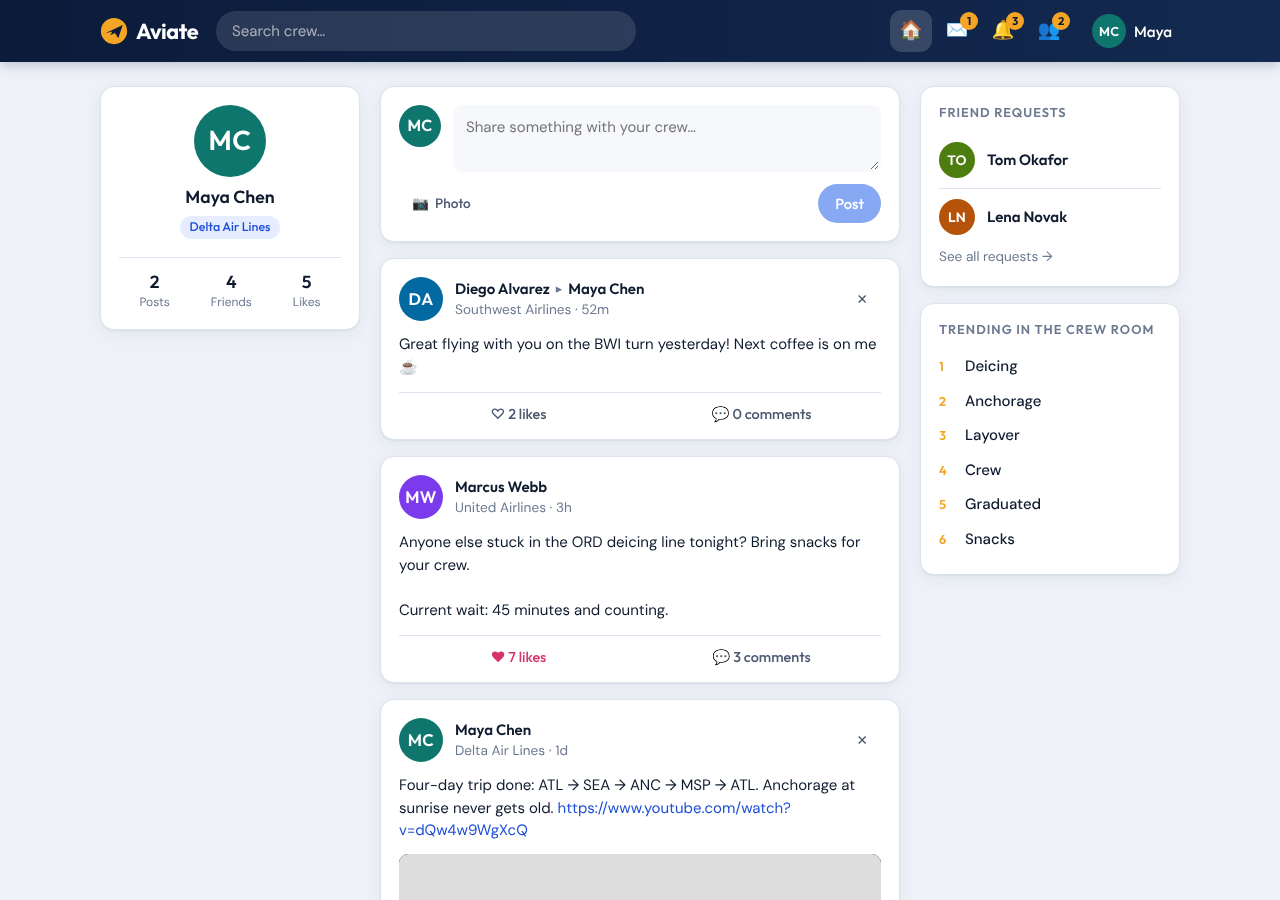 Aviate
Search crew...
1
3
2
MC
Maya
MC
Maya Chen
Delta Air Lines
2
4
5
Posts
Friends
Likes
MC
Share something with your crew...
📷 Photo
Post
DA
Diego Alvarez ▸ Maya Chen
Southwest Airlines · 52m
×
Great flying with you on the BWI turn yesterday! Next coffee is on me
☕
♡ 2 likes
💬 0 comments
MW
Marcus Webb
United Airlines · 3h
Anyone else stuck in the ORD deicing line tonight? Bring snacks for
your crew.
Current wait: 45 minutes and counting.
♥ 7 likes
💬 3 comments
MC
Maya Chen
Delta Air Lines · 1d
×
Four-day trip done: ATL → SEA → ANC → MSP → ATL. Anchorage at
sunrise never gets old. https://www.youtube.com/watch?
v=dQw4w9WgXcQ
FRIEND REQUESTS
TO
Tom Okafor
LN
Lena Novak
See all requests →
TRENDING IN THE CREW ROOM
1 Deicing
2 Anchorage
3 Layover
4 Crew
5 Graduated
6 Snacks